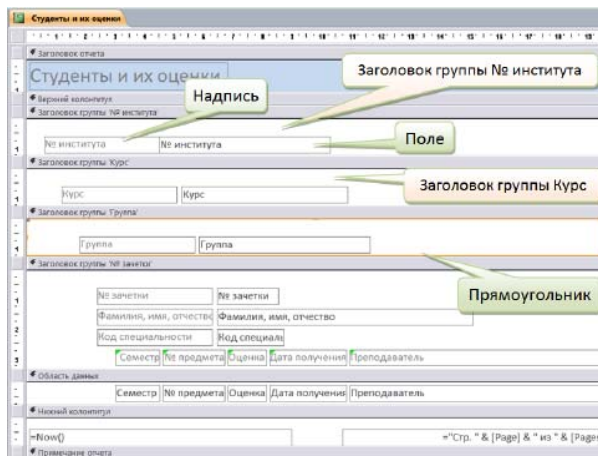 Студенты и их оценки
Заголовок отчета
Студенты и их оценки
Заголовок группы № института
Надпись
Верхний колонтитул
Заголовок группы '№ института'
№ института № института
Поле
Заголовок группы 'Курс'
Заголовок группы Курс
Курс Курс
Заголовок группы 'Группа'
Группа Группа
Заголовок группы '№ зачетки'
Прямоугольник
№ зачетки № зачетки
Фамилия, имя, отчество Фамилия, имя, отчество
Код специальности Код специаль
Семестр № предмета Оценка Дата получения Преподаватель
Область данных
Семестр № предмета Оценка Дата получения Преподаватель
Нижний колонтитул
=Now() ="Стр. " & [Page] & " из " & [Pages
Примечание отчета